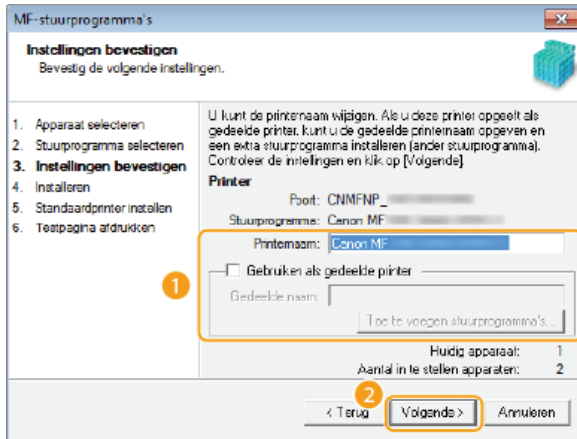 MF-stuurprogramma's
Instellingen bevestigen
Bevestig de volgende instellingen.
1. Apparaat selecteren
2. Stuurprogramma selecteren
3. Instellingen bevestigen
4. Installeren
5. Standaardprinter instellen
6. Testpagina afdrukken
U kunt de printernaam wijzigen. Als u deze printer opgeeft als
gedeelde printer, kunt u de gedeelde printernaam opgeven en
een extra stuurprogramma installeren (ander stuurprogramma).
Controleer de instellingen en klik op [Volgende]
Printer
Poort: CNMFNP_
Stuurprogramma: Canon MF
Printernaam: Canon MF
Gebruiken als gedeelde printer
1
Gedeelde naam:
Toe te voegen stuurprogramma's...
Huidig apparaat: 1
Aantal in te stellen apparaten: 2
2
< Terug
Volgende >
Annuleren